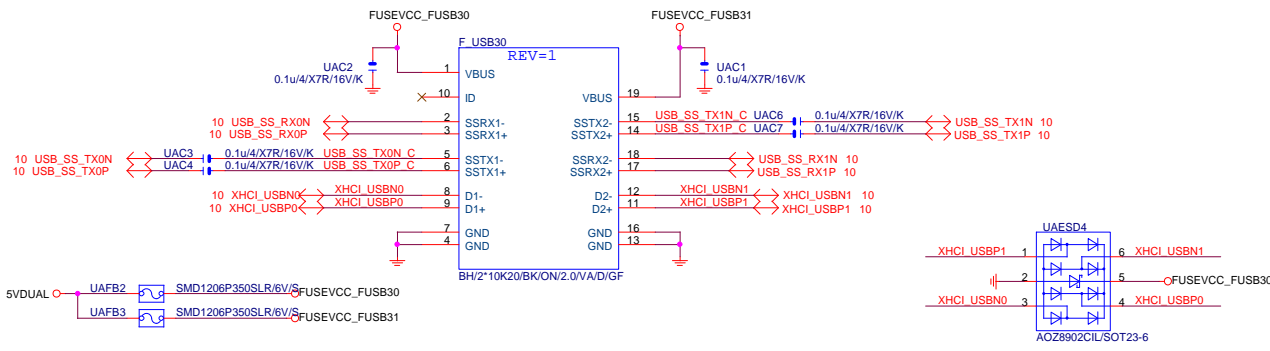 FUSEVCC_FUSB30
FUSEVCC_FUSB31
F_USB30
REV=1
UAC2
0.1u/4/X7R/16V/K
UAC1
0.1u/4/X7R/16V/K
1 VBUS
10 ID
VBUS 19
10 USB_SS_RX0N 2 SSRX1-
10 USB_SS_RX0P 3 SSRX1+
SSTX2- 15 USB_SS_TX1N_C UAC6 0.1u/4/X7R/16V/K USB_SS_TX1N 10
SSTX2+ 14 USB_SS_TX1P_C UAC7 0.1u/4/X7R/16V/K USB_SS_TX1P 10
10 USB_SS_TX0N UAC3 0.1u/4/X7R/16V/K USB_SS_TX0N_C 5 SSTX1-
10 USB_SS_TX0P UAC4 0.1u/4/X7R/16V/K USB_SS_TX0P_C 6 SSTX1+
SSRX2- 18 USB_SS_RX1N 10
SSRX2+ 17 USB_SS_RX1P 10
10 XHCI_USBN0 XHCI_USBN0 8 D1-
10 XHCI_USBP0 XHCI_USBP0 9 D1+
D2- 12 XHCI_USBN1 XHCI_USBN1 10
D2+ 11 XHCI_USBP1 XHCI_USBP1 10
7 GND
4 GND
GND 16
GND 13
BH/2*10K20/BK/ON/2.0/VA/D/GF
5VDUAL
UAFB2 SMD1206P350SLR/6V/S FUSEVCC_FUSB30
UAFB3 SMD1206P350SLR/6V/S FUSEVCC_FUSB31
UAESD4
XHCI_USBP1 1 6 XHCI_USBN1
2 5 FUSEVCC_FUSB30
XHCI_USBN0 3 4 XHCI_USBP0
AOZ8902CIL/SOT23-6